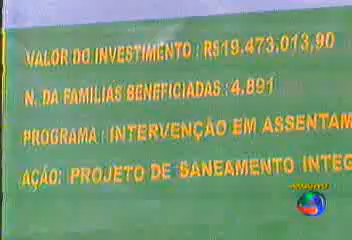 VALOR DO INVESTIMENTO : R$19.473.013,90
N. DA FAMILIAS BENEFICIADAS : 4.891
PROGRAMA : INTERVENÇÃO EM ASSENTAM
AÇÃO: PROJETO DE SANEAMENTO INTEG
ARQUIVO